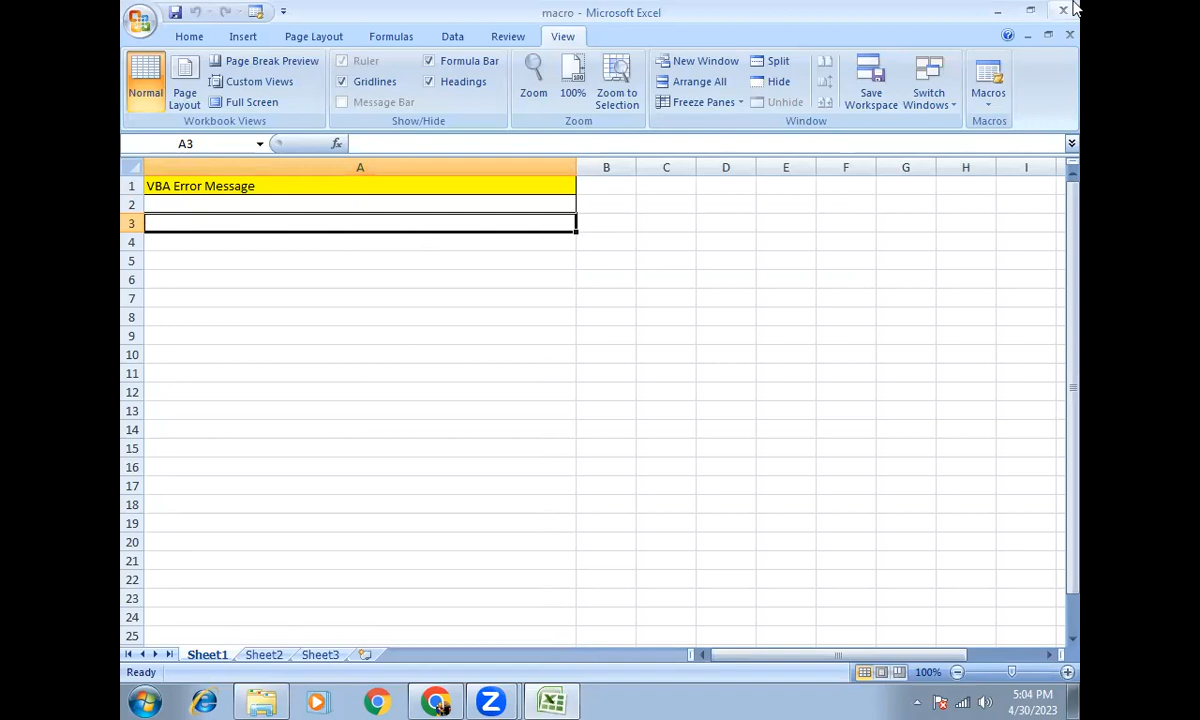 macro - Microsoft Excel
Home Insert Page Layout Formulas Data Review View
Normal
Page Layout
Page Break Preview
Custom Views
Full Screen
Workbook Views
Ruler
Gridlines
Message Bar
Formula Bar
Headings
Show/Hide
Zoom
100%
Zoom to Selection
Zoom
New Window
Arrange All
Freeze Panes
Split
Hide
Unhide
Save Workspace
Switch Windows
Window
Macros
Macros
A3 fx
A B C D E F G H I
1 VBA Error Message
2
3
4
5
6
7
8
9
10
11
12
13
14
15
16
17
18
19
20
21
22
23
24
25
Sheet1 Sheet2 Sheet3
Ready 100%
5:04 PM
4/30/2023